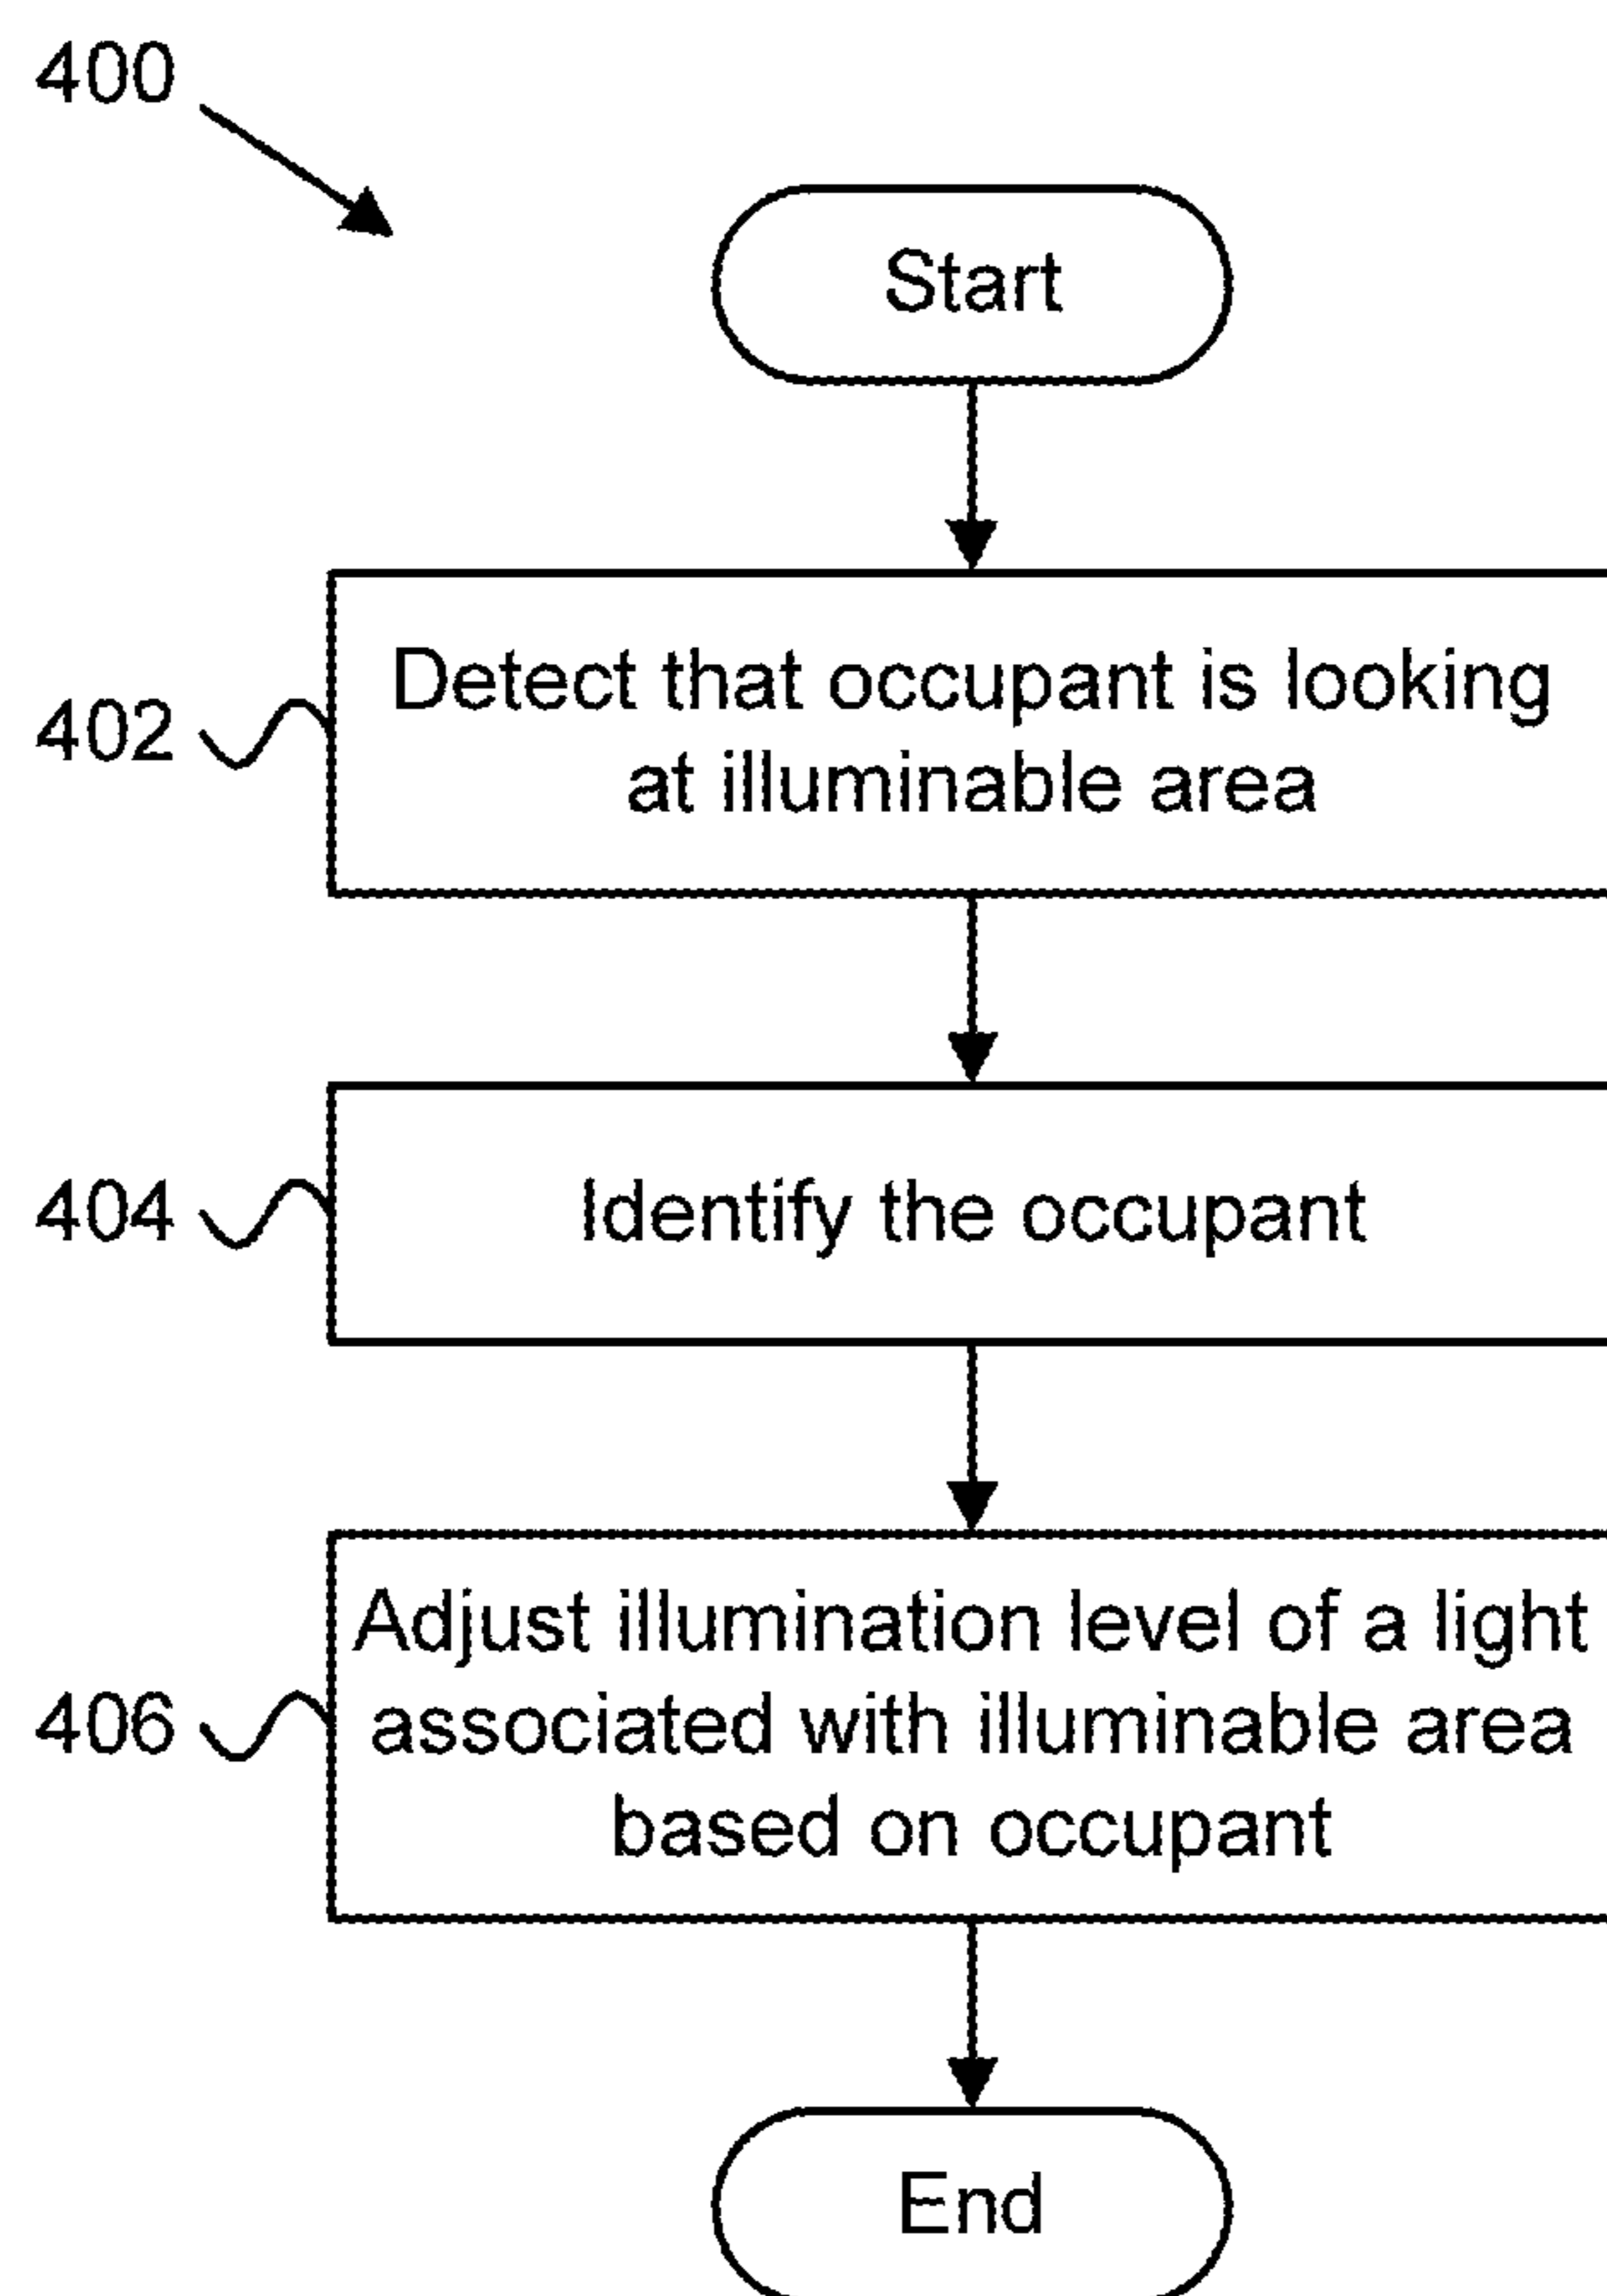 400
Start
402
Detect that occupant is looking
at illuminable area
404
Identify the occupant
406
Adjust illumination level of a light
associated with illuminable area
based on occupant
End